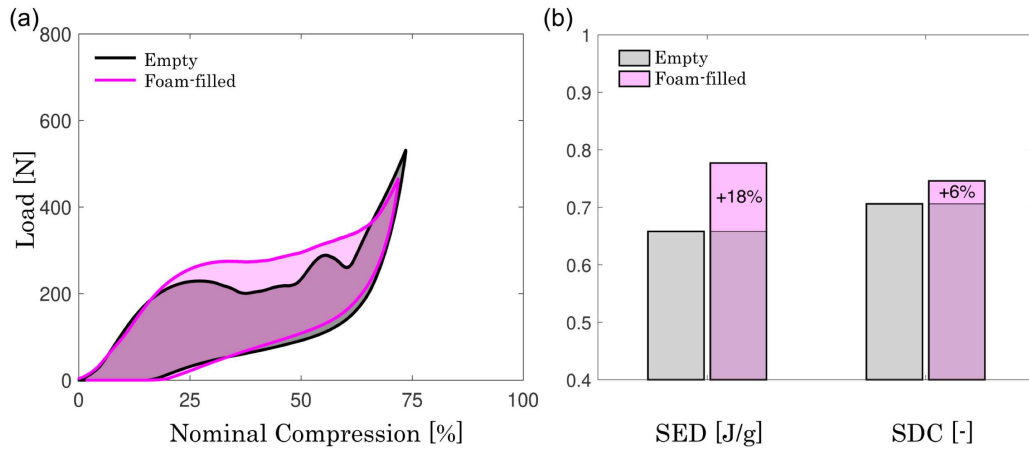 (a)
800
600
400
200
0
Load [N]
Empty
Foam-filled
0 25 50 75 100
Nominal Compression [%]
(b)
1
0.9
0.8
0.7
0.6
0.5
0.4
Empty
Foam-filled
+18%
+6%
SED [J/g] SDC [-]